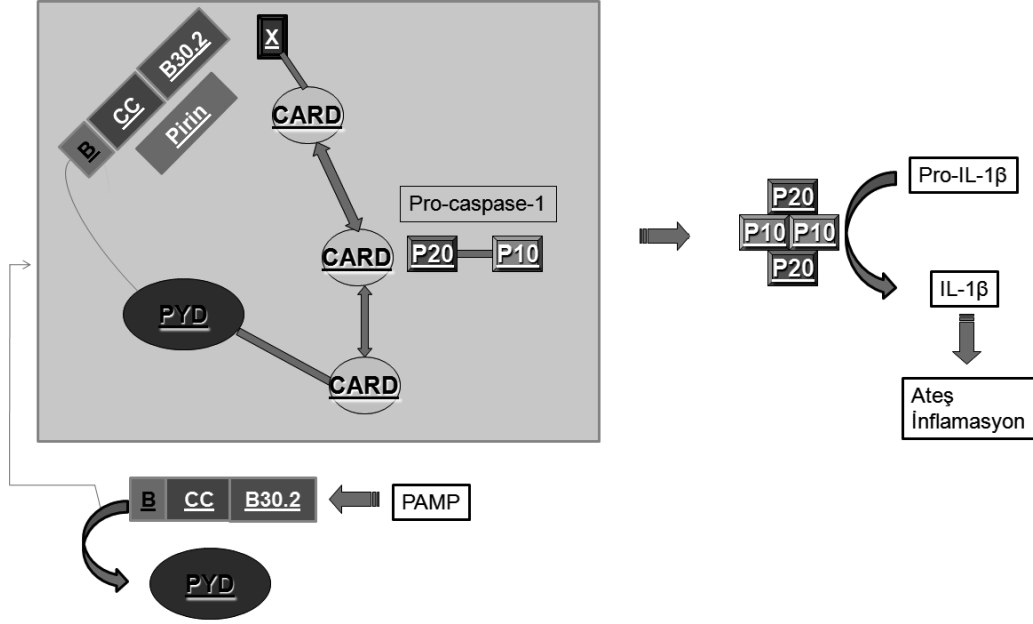 X
B30.2
CC
B
Pirin
CARD
Pro-caspase-1
CARD
P20
P10
PYD
CARD
P20
P10
P10
P20
Pro-IL-1β
IL-1β
Ateş
İnflamasyon
B
CC
B30.2
PAMP
PYD